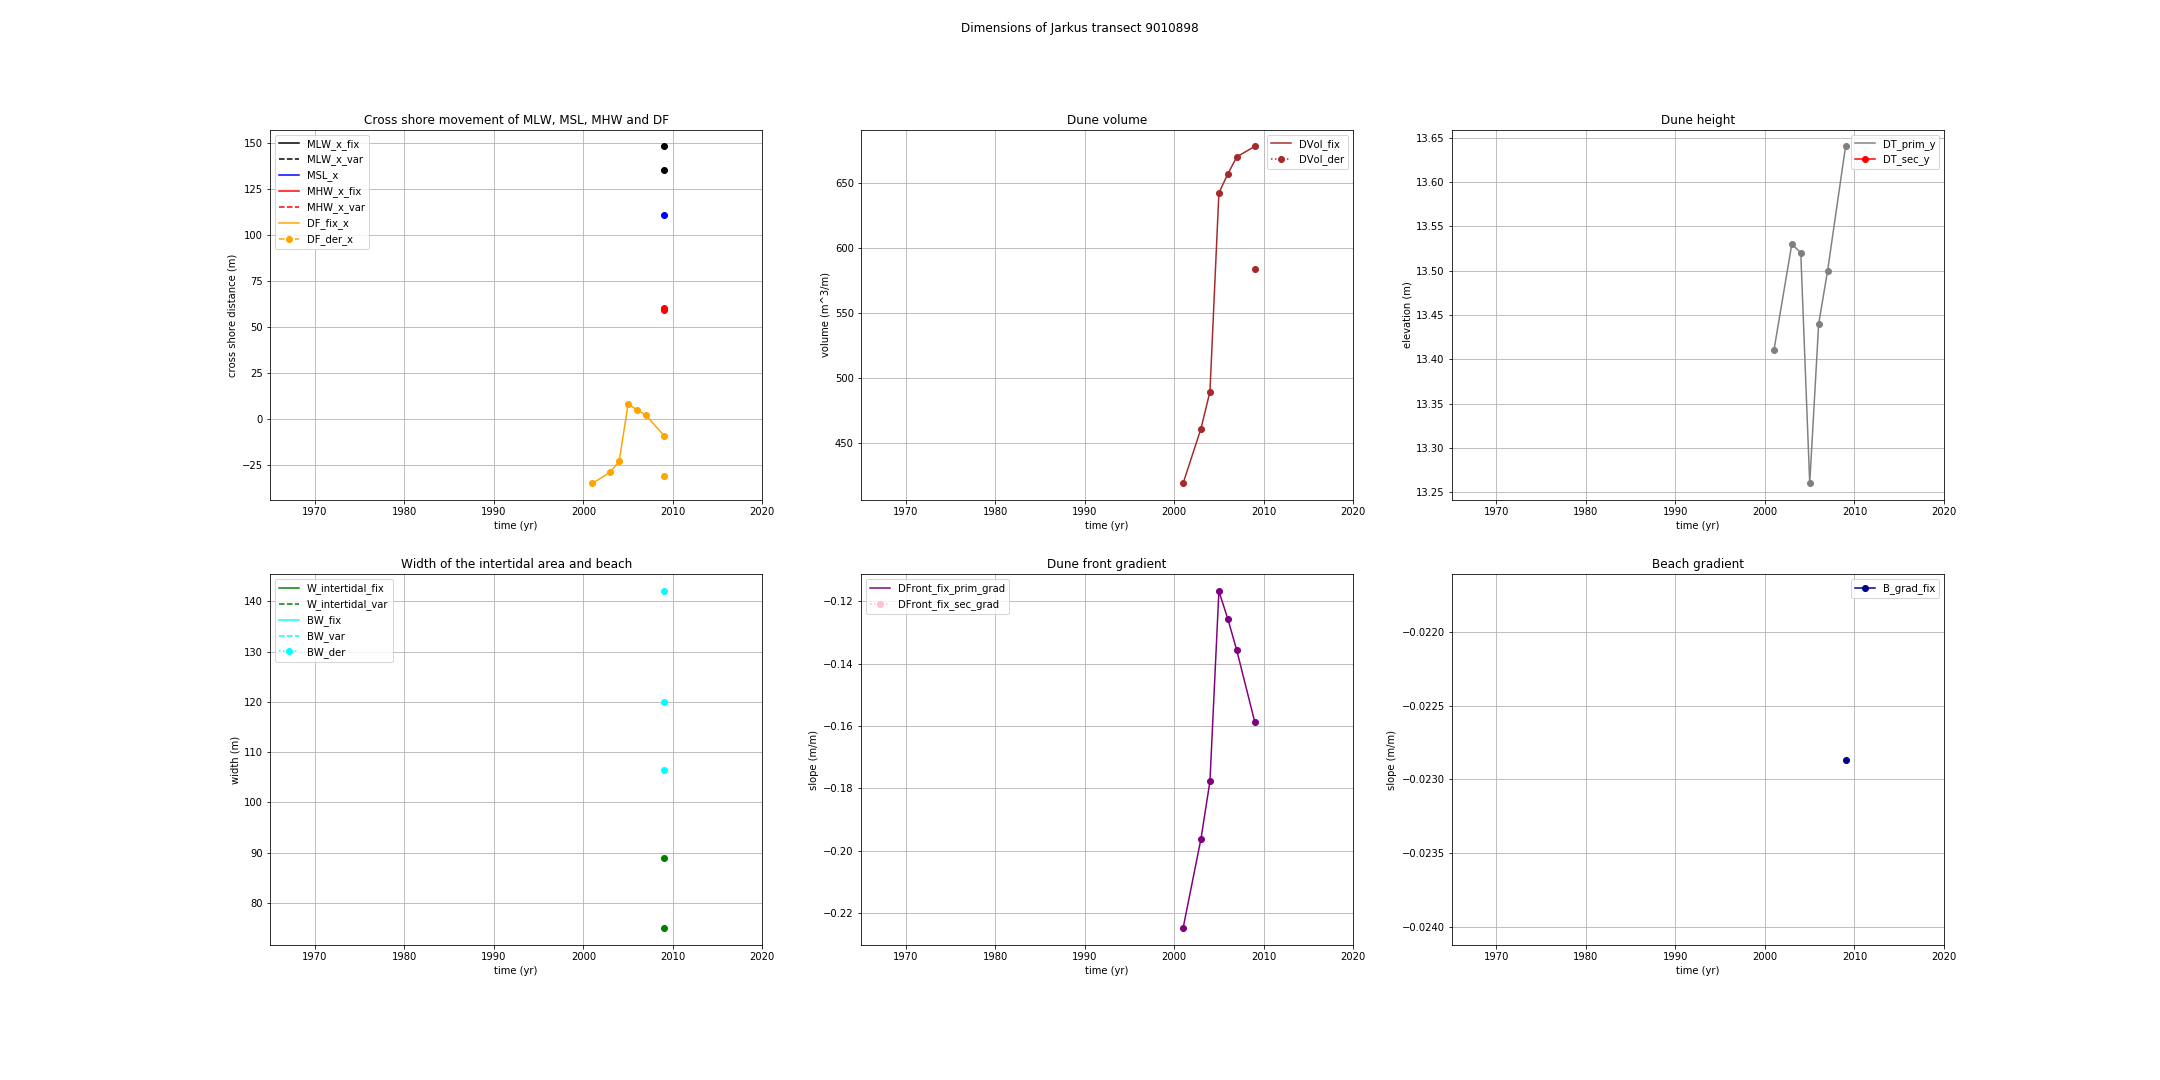 Dimensions of Jarkus transect 9010898
Cross shore movement of MLW, MSL, MHW and DF
150
125
100
75
50
25
0
−25
cross shore distance (m)
MLW_x_fix
MLW_x_var
MSL_x
MHW_x_fix
MHW_x_var
DF_fix_x
DF_der_x
1970 1980 1990 2000 2010 2020
time (yr)
Dune volume
650
600
550
500
450
volume (m^3/m)
DVol_fix
DVol_der
1970 1980 1990 2000 2010 2020
time (yr)
Dune height
13.65
13.60
13.55
13.50
13.45
13.40
13.35
13.30
13.25
elevation (m)
DT_prim_y
DT_sec_y
1970 1980 1990 2000 2010 2020
time (yr)
Width of the intertidal area and beach
140
130
120
110
100
90
80
width (m)
W_intertidal_fix
W_intertidal_var
BW_fix
BW_var
BW_der
1970 1980 1990 2000 2010 2020
time (yr)
Dune front gradient
−0.12
−0.14
−0.16
−0.18
−0.20
−0.22
slope (m/m)
DFront_fix_prim_grad
DFront_fix_sec_grad
1970 1980 1990 2000 2010 2020
time (yr)
Beach gradient
−0.0220
−0.0225
−0.0230
−0.0235
−0.0240
slope (m/m)
B_grad_fix
1970 1980 1990 2000 2010 2020
time (yr)